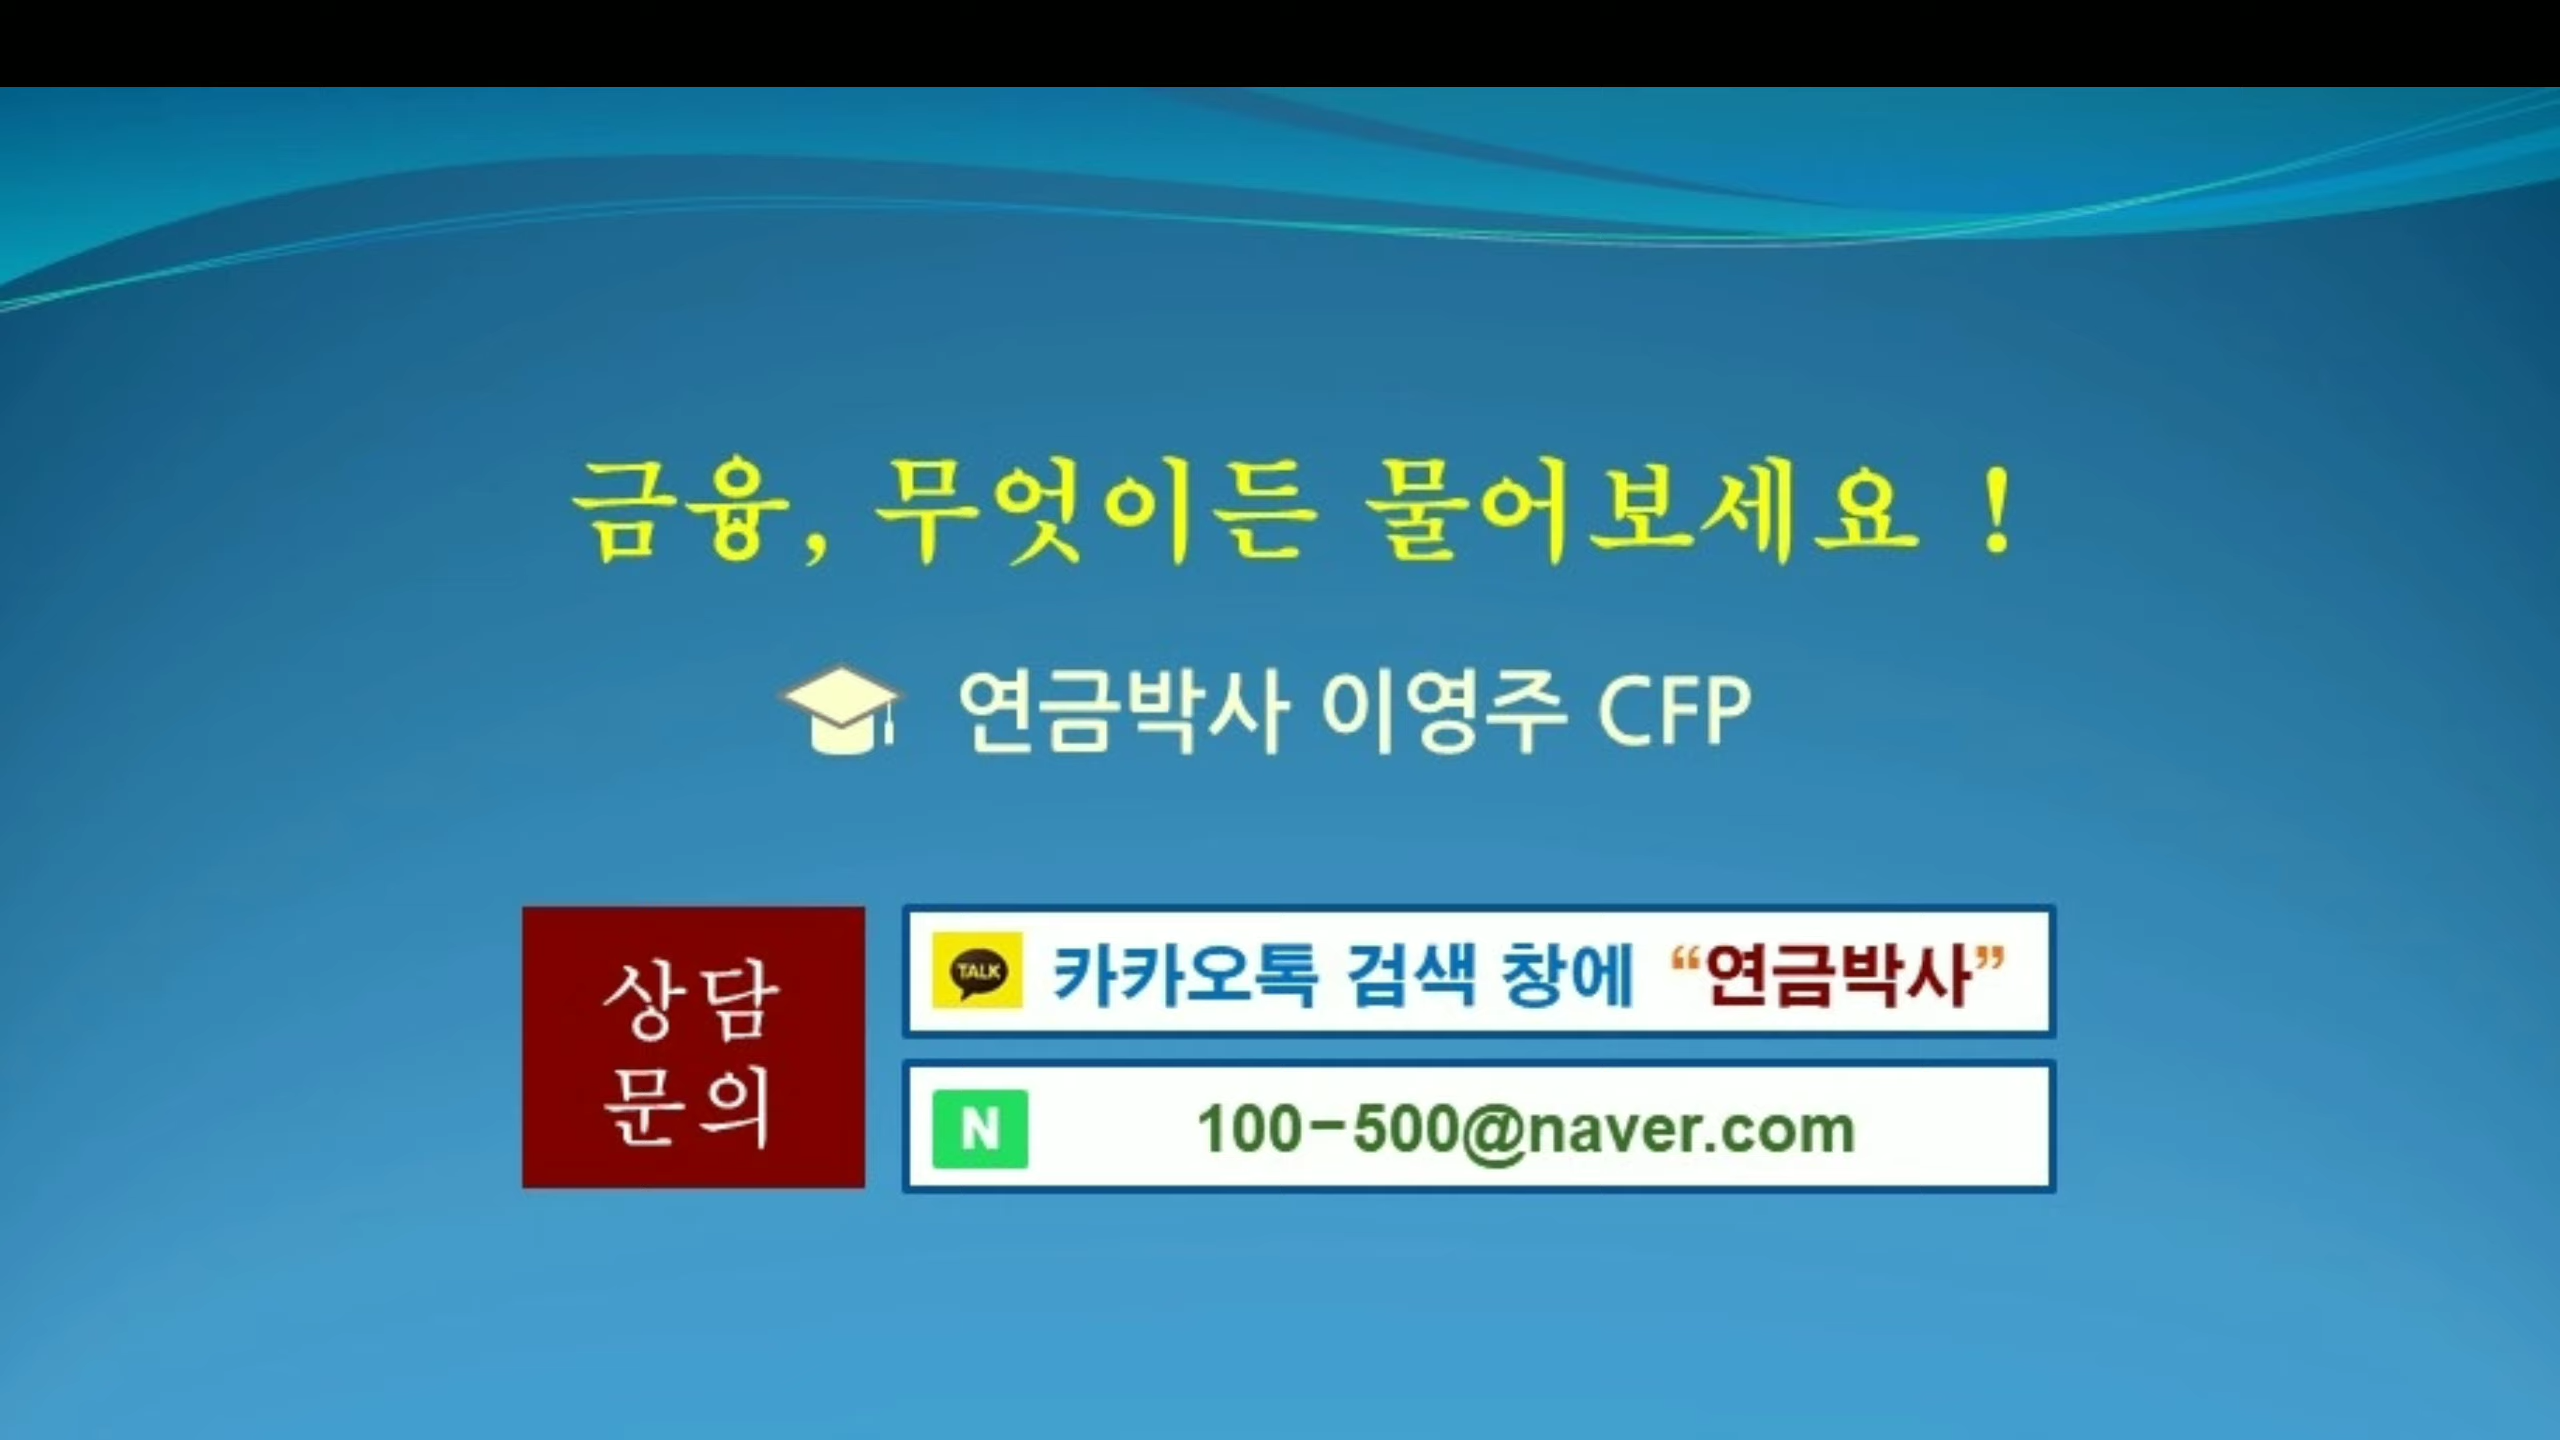 금융, 무엇이든 물어보세요 !
연금박사 이영주 CFP
상담
문의
TALK 카카오톡 검색 창에 “연금박사”
N 100-500@naver.com